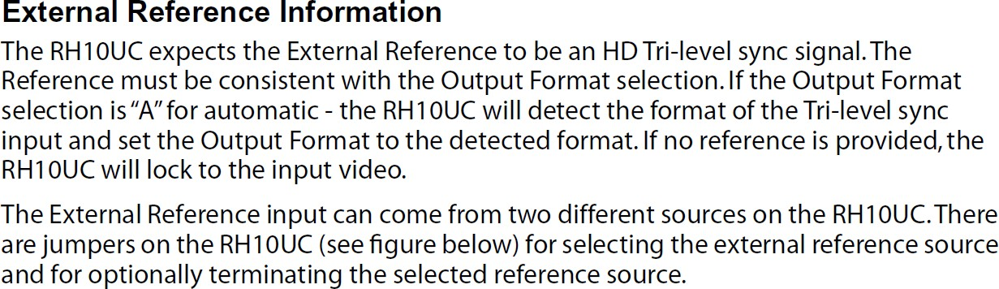 External Reference Information
The RH10UC expects the External Reference to be an HD Tri-level sync signal. The
Reference must be consistent with the Output Format selection. If the Output Format
selection is “A” for automatic - the RH10UC will detect the format of the Tri-level sync
input and set the Output Format to the detected format. If no reference is provided, the
RH10UC will lock to the input video.
The External Reference input can come from two different sources on the RH10UC. There
are jumpers on the RH10UC (see figure below) for selecting the external reference source
and for optionally terminating the selected reference source.